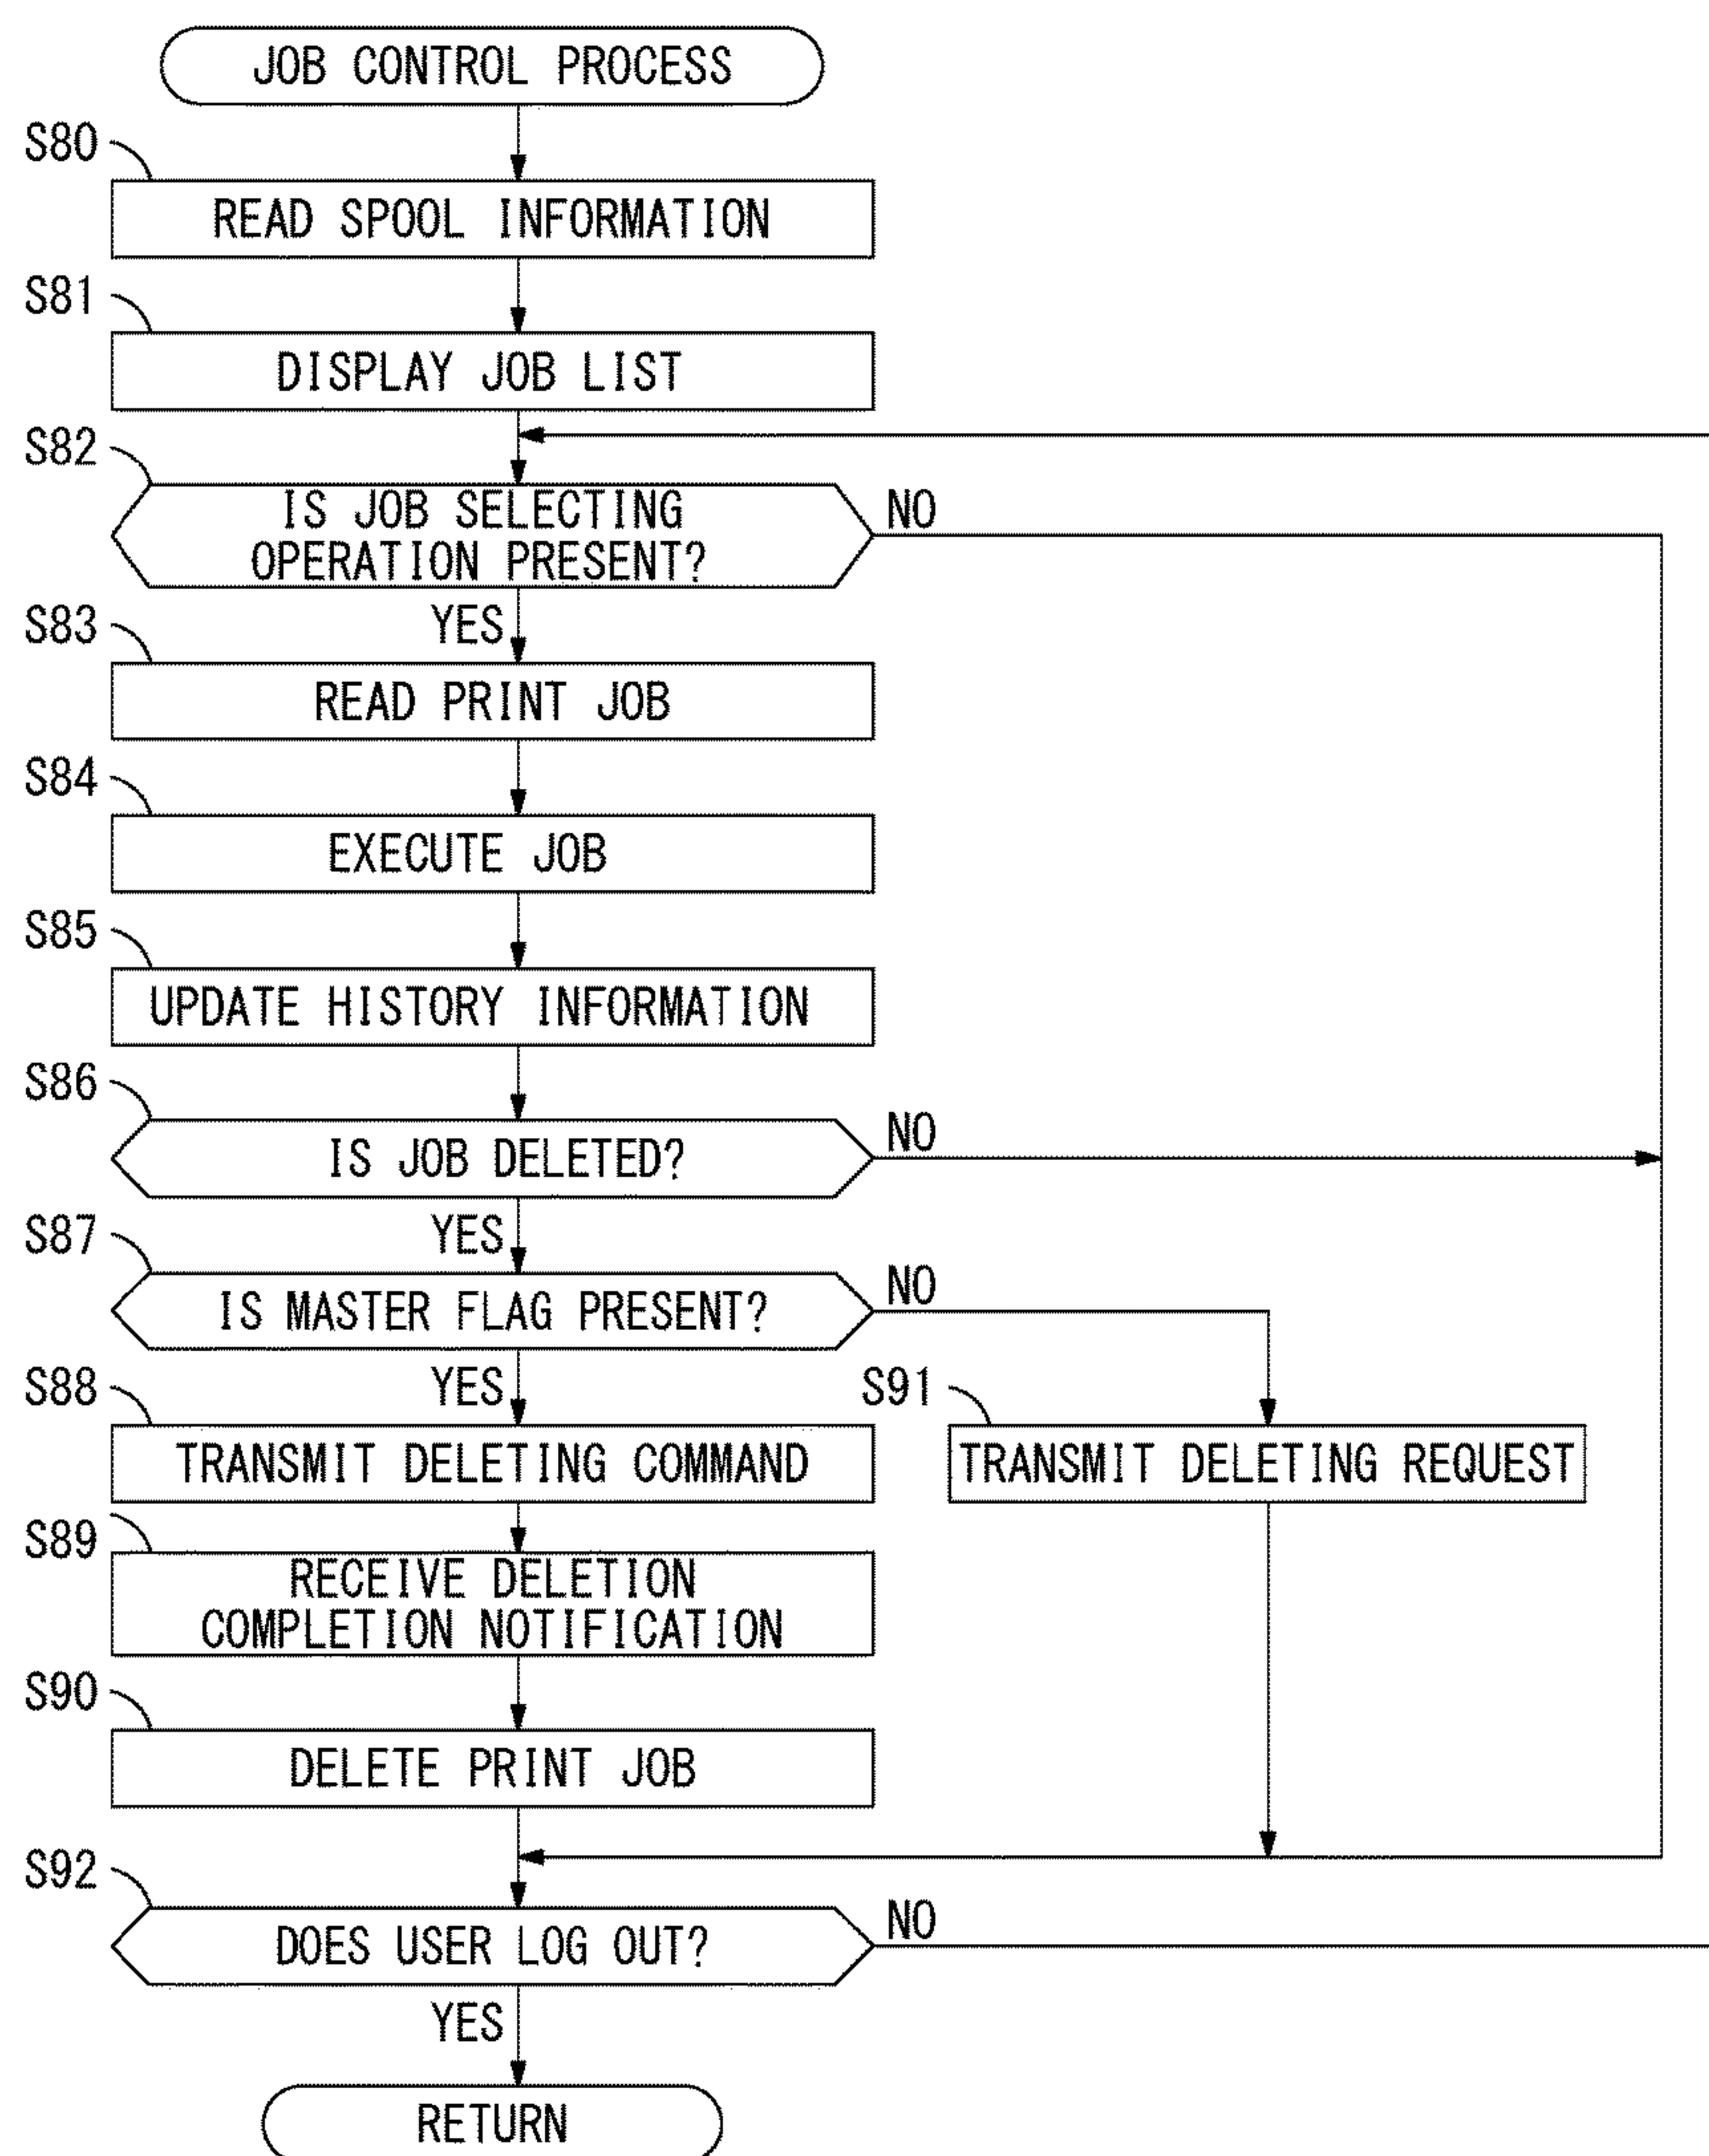 JOB CONTROL PROCESS
S80
READ SPOOL INFORMATION
S81
DISPLAY JOB LIST
S82
IS JOB SELECTING
OPERATION PRESENT?
NO
YES
S83
READ PRINT JOB
S84
EXECUTE JOB
S85
UPDATE HISTORY INFORMATION
S86
IS JOB DELETED?
NO
YES
S87
IS MASTER FLAG PRESENT?
NO
YES
S88
TRANSMIT DELETING COMMAND
S91
TRANSMIT DELETING REQUEST
S89
RECEIVE DELETION
COMPLETION NOTIFICATION
S90
DELETE PRINT JOB
S92
DOES USER LOG OUT?
NO
YES
RETURN